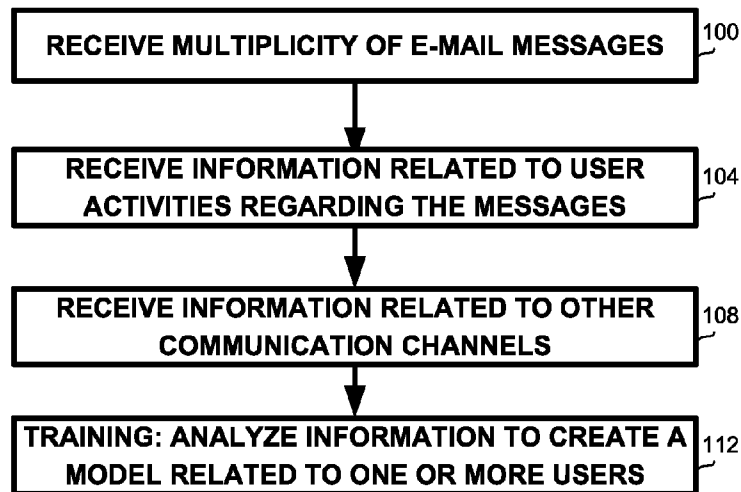 RECEIVE MULTIPLICITY OF E-MAIL MESSAGES
100
RECEIVE INFORMATION RELATED TO USER
ACTIVITIES REGARDING THE MESSAGES
104
RECEIVE INFORMATION RELATED TO OTHER
COMMUNICATION CHANNELS
108
TRAINING: ANALYZE INFORMATION TO CREATE A
MODEL RELATED TO ONE OR MORE USERS
112